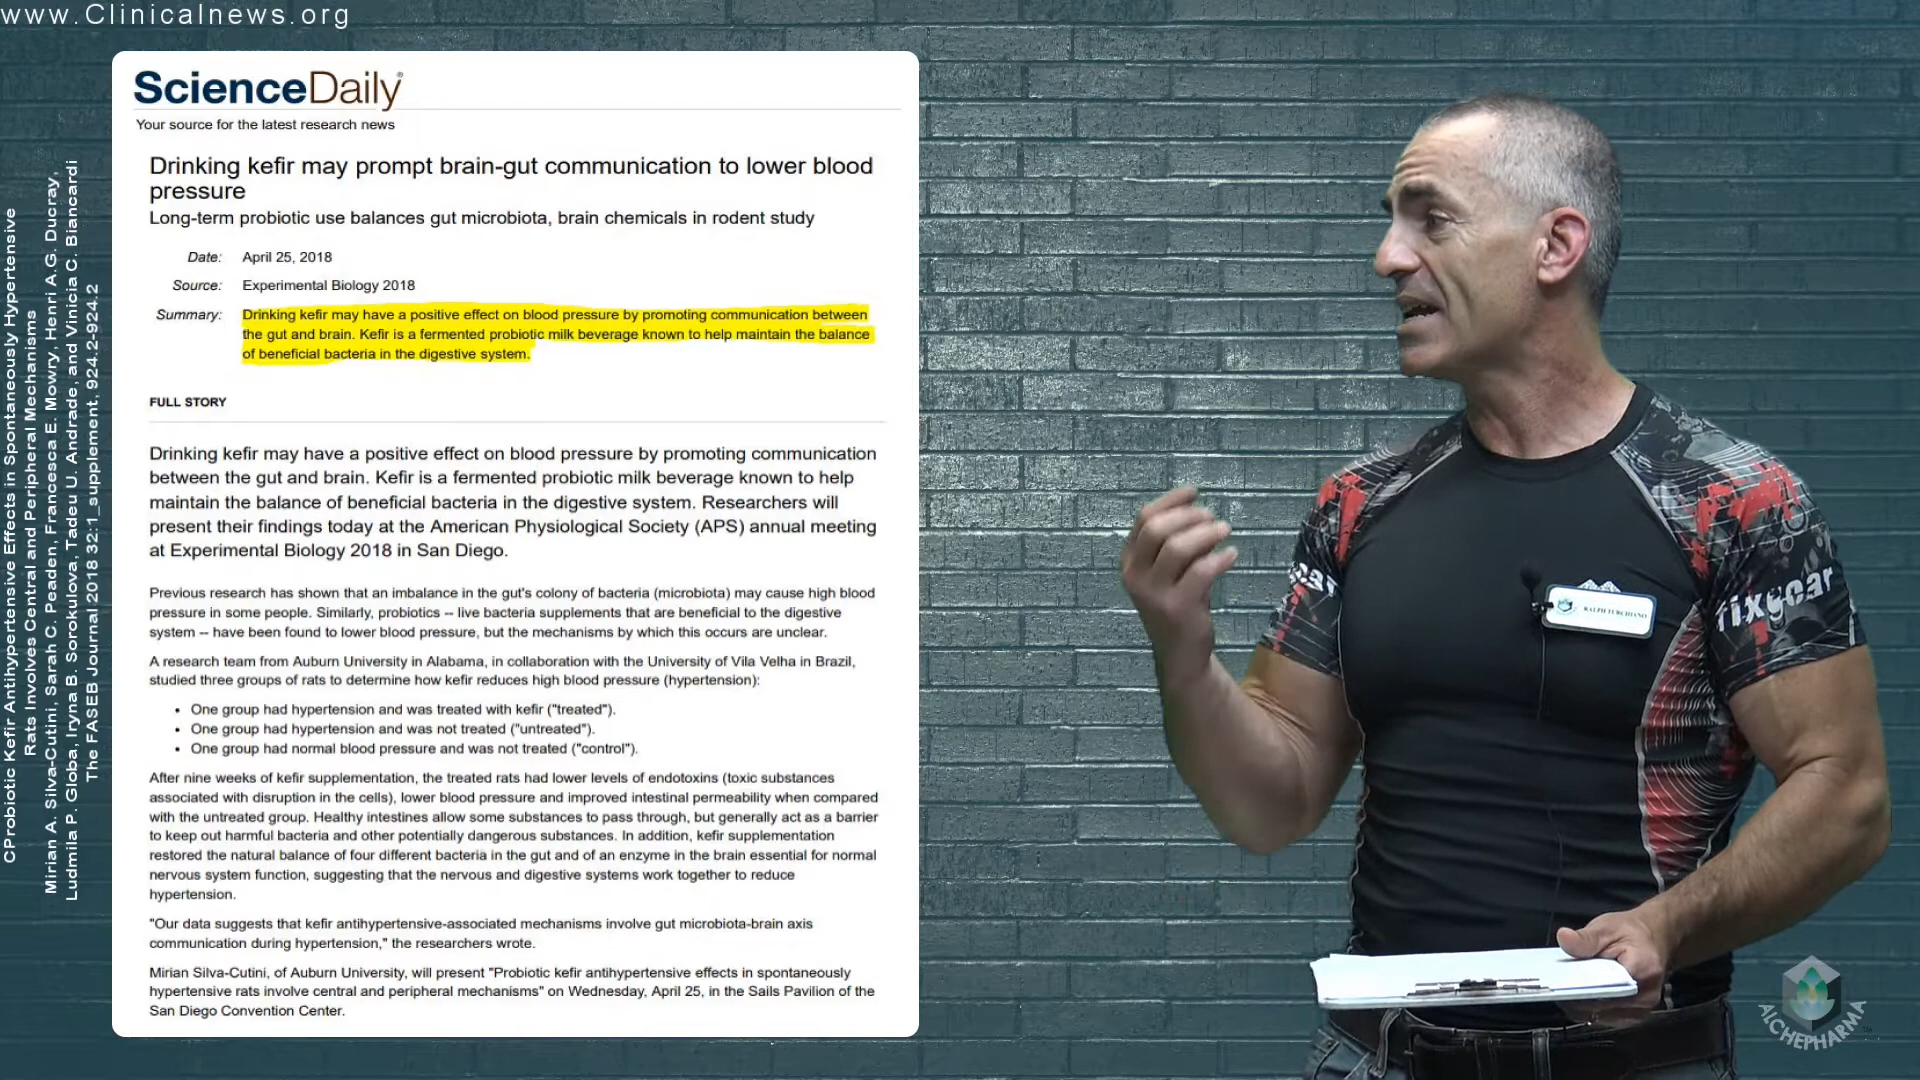 www.Clinicalnews.org
CProbiotic Kefir Antihypertensive Effects in Spontaneously Hypertensive
Rats Involves Central and Peripheral Mechanisms
Mirian A. Silva-Cutini, Sarah C. Peaden, Francesca E. Mowry, Henri A.G. Ducray,
Ludmila P. Globa, Iryna B. Sorokulova, Tadeu U. Andrade, and Vinicia C. Biancardi
The FASEB Journal 2018 32:1_supplement, 924.2-924.2
ScienceDaily®
Your source for the latest research news
Drinking kefir may prompt brain-gut communication to lower blood
pressure
Long-term probiotic use balances gut microbiota, brain chemicals in rodent study
Date: April 25, 2018
Source: Experimental Biology 2018
Summary: Drinking kefir may have a positive effect on blood pressure by promoting communication between
the gut and brain. Kefir is a fermented probiotic milk beverage known to help maintain the balance
of beneficial bacteria in the digestive system.
FULL STORY
Drinking kefir may have a positive effect on blood pressure by promoting communication
between the gut and brain. Kefir is a fermented probiotic milk beverage known to help
maintain the balance of beneficial bacteria in the digestive system. Researchers will
present their findings today at the American Physiological Society (APS) annual meeting
at Experimental Biology 2018 in San Diego.
Previous research has shown that an imbalance in the gut's colony of bacteria (microbiota) may cause high blood
pressure in some people. Similarly, probiotics -- live bacteria supplements that are beneficial to the digestive
system -- have been found to lower blood pressure, but the mechanisms by which this occurs are unclear.
A research team from Auburn University in Alabama, in collaboration with the University of Vila Velha in Brazil,
studied three groups of rats to determine how kefir reduces high blood pressure (hypertension):
• One group had hypertension and was treated with kefir ("treated").
• One group had hypertension and was not treated ("untreated").
• One group had normal blood pressure and was not treated ("control").
After nine weeks of kefir supplementation, the treated rats had lower levels of endotoxins (toxic substances
associated with disruption in the cells), lower blood pressure and improved intestinal permeability when compared
with the untreated group. Healthy intestines allow some substances to pass through, but generally act as a barrier
to keep out harmful bacteria and other potentially dangerous substances. In addition, kefir supplementation
restored the natural balance of four different bacteria in the gut and of an enzyme in the brain essential for normal
nervous system function, suggesting that the nervous and digestive systems work together to reduce
hypertension.
"Our data suggests that kefir antihypertensive-associated mechanisms involve gut microbiota-brain axis
communication during hypertension," the researchers wrote.
Mirian Silva-Cutini, of Auburn University, will present "Probiotic kefir antihypertensive effects in spontaneously
hypertensive rats involve central and peripheral mechanisms" on Wednesday, April 25, in the Sails Pavilion of the
San Diego Convention Center.
RALPH TURCHIANO
fixgear
ALCHEPHARMA